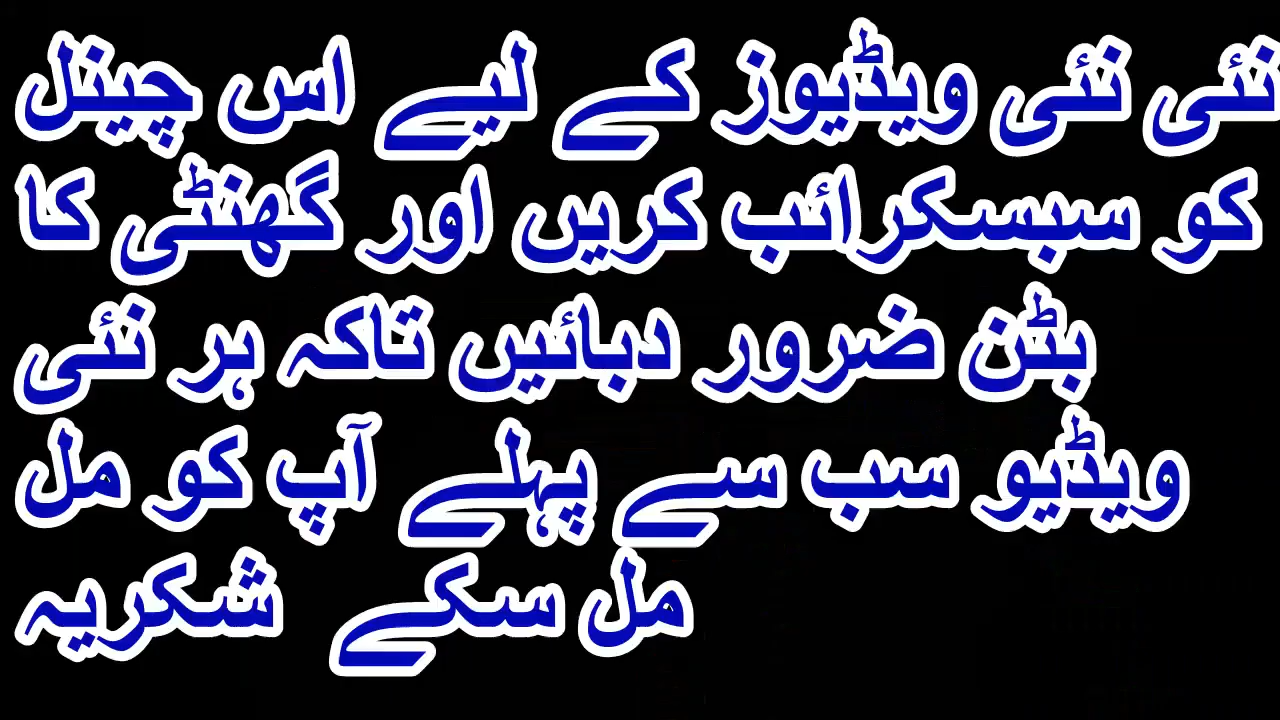 نئی نئی ویڈیوز کے لیے اس چینل
کو سبسکرائب کریں اور گھنٹی کا
بٹن ضرور دبائیں تاکہ ہر نئی
ویڈیو سب سے پہلے آپ کو مل
مل سکے شکریہ